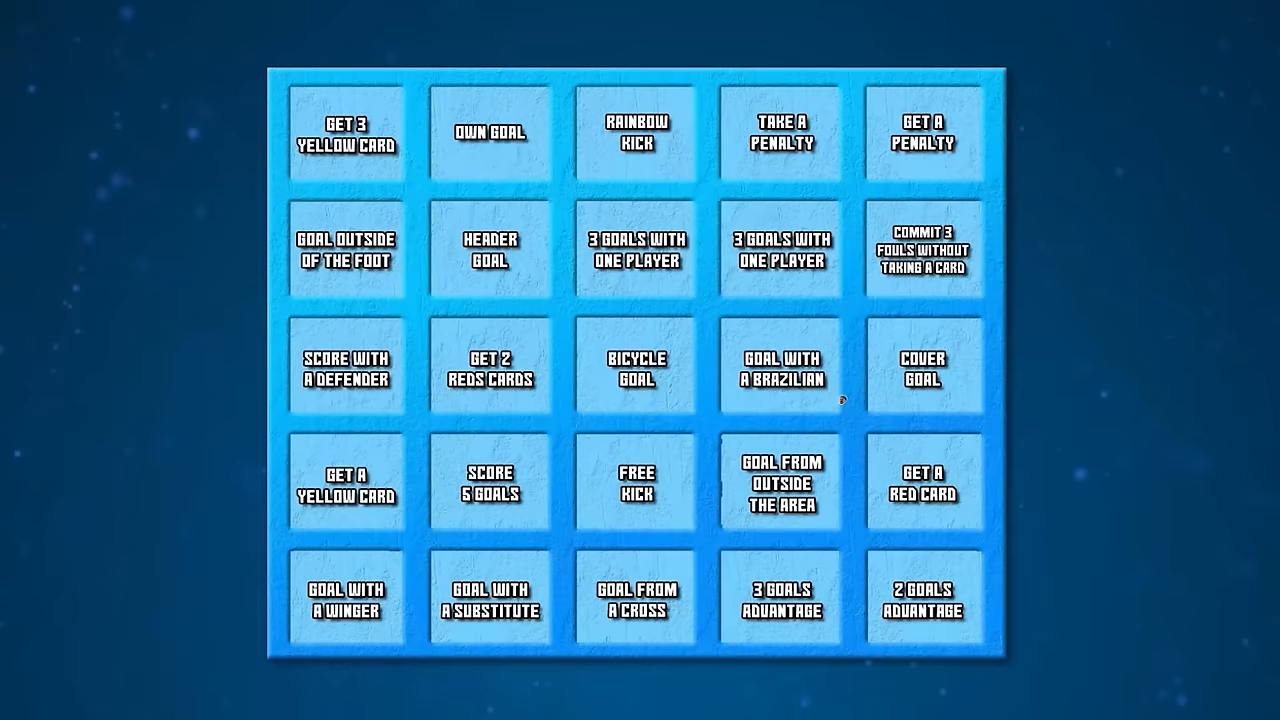 GET 3
YELLOW CARD
OWN GOAL
RAINBOW
KICK
TAKE A
PENALTY
GET A
PENALTY
GOAL OUTSIDE
OF THE FOOT
HEADER
GOAL
3 GOALS WITH
ONE PLAYER
3 GOALS WITH
ONE PLAYER
COMMIT 3
FOULS WITHOUT
TAKING A CARD
SCORE WITH
A DEFENDER
GET 2
REDS CARDS
BICYCLE
GOAL
GOAL WITH
A BRAZILIAN
COVER
GOAL
GET A
YELLOW CARD
SCORE
5 GOALS
FREE
KICK
GOAL FROM
OUTSIDE
THE AREA
GET A
RED CARD
GOAL WITH
A WINGER
GOAL WITH
A SUBSTITUTE
GOAL FROM
A CROSS
3 GOALS
ADVANTAGE
2 GOALS
ADVANTAGE